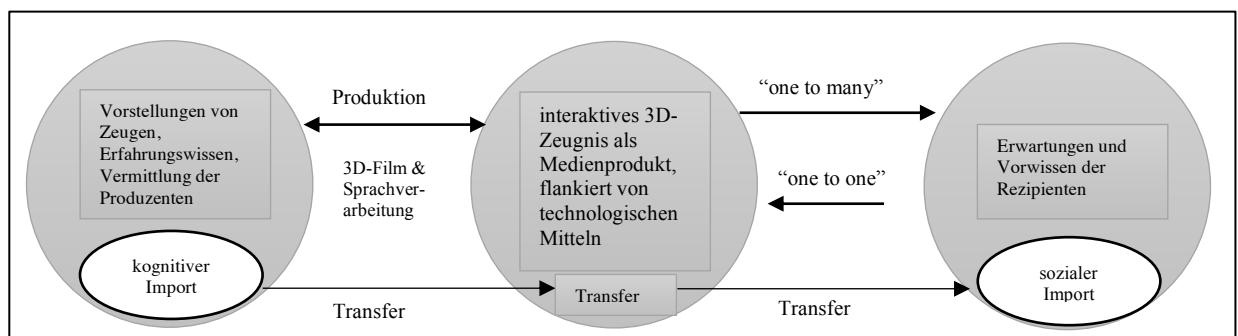 Vorstellungen von
Zeugen,
Erfahrungswissen,
Vermittlung der
Produzenten
kognitiver
Import
Produktion
3D-Film &
Sprachver-
arbeitung
Transfer
interaktives 3D-
Zeugnis als
Medienprodukt,
flankiert von
technologischen
Mitteln
Transfer
“one to many”
“one to one”
Transfer
Erwartungen und
Vorwissen der
Rezipienten
sozialer
Import